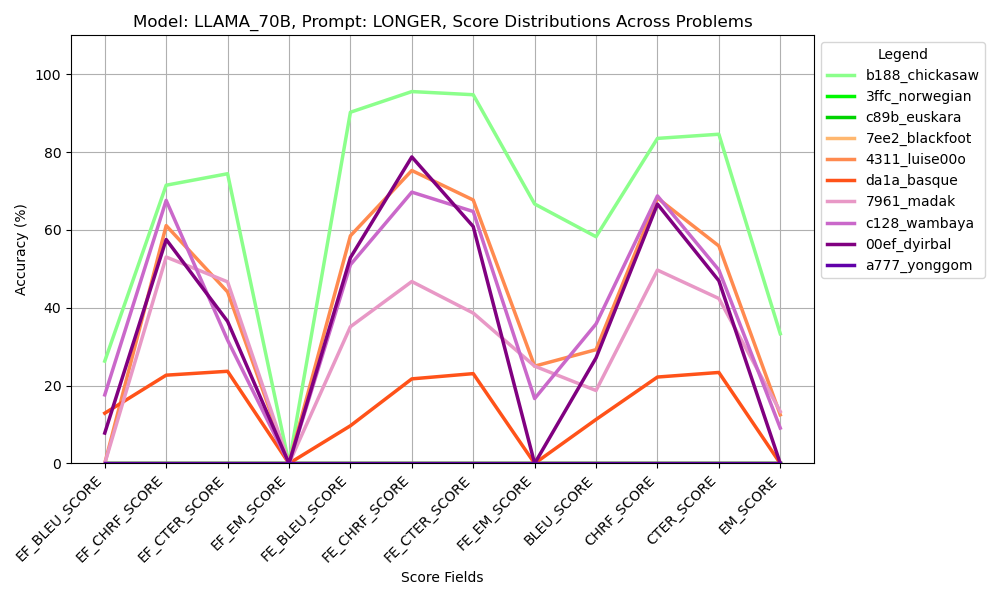 Model: LLAMA_70B, Prompt: LONGER, Score Distributions Across Problems
Accuracy (%)
100
80
60
40
20
0
EF_BLEU_SCORE
EF_CHRF_SCORE
EF_CTER_SCORE
EF_EM_SCORE
FE_BLEU_SCORE
FE_CHRF_SCORE
FE_CTER_SCORE
FE_EM_SCORE
BLEU_SCORE
CHRF_SCORE
CTER_SCORE
EM_SCORE
Score Fields
Legend
b188_chickasaw
3ffc_norwegian
c89b_euskara
7ee2_blackfoot
4311_luise00o
da1a_basque
7961_madak
c128_wambaya
00ef_dyirbal
a777_yonggom